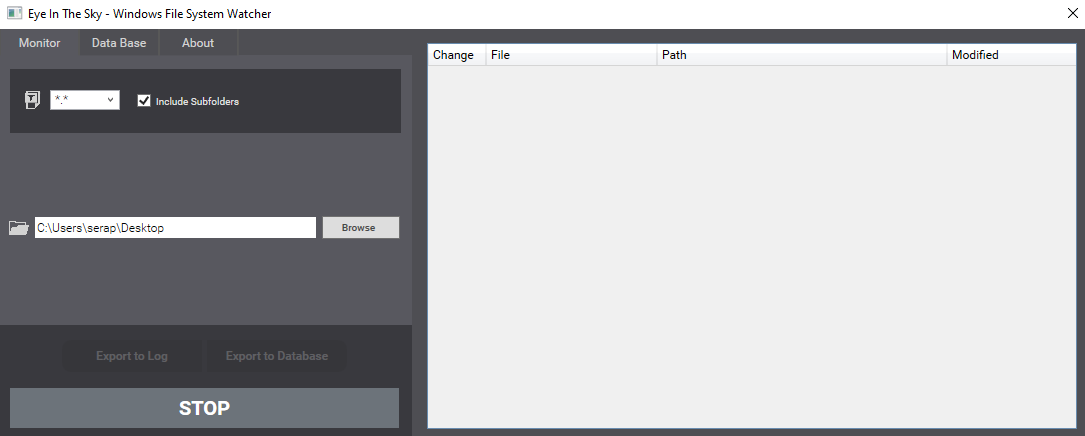 Eye In The Sky - Windows File System Watcher
Monitor Data Base About
*.* Include Subfolders
C:\Users\serap\Desktop Browse
Export to Log Export to Database
STOP
Change File Path Modified